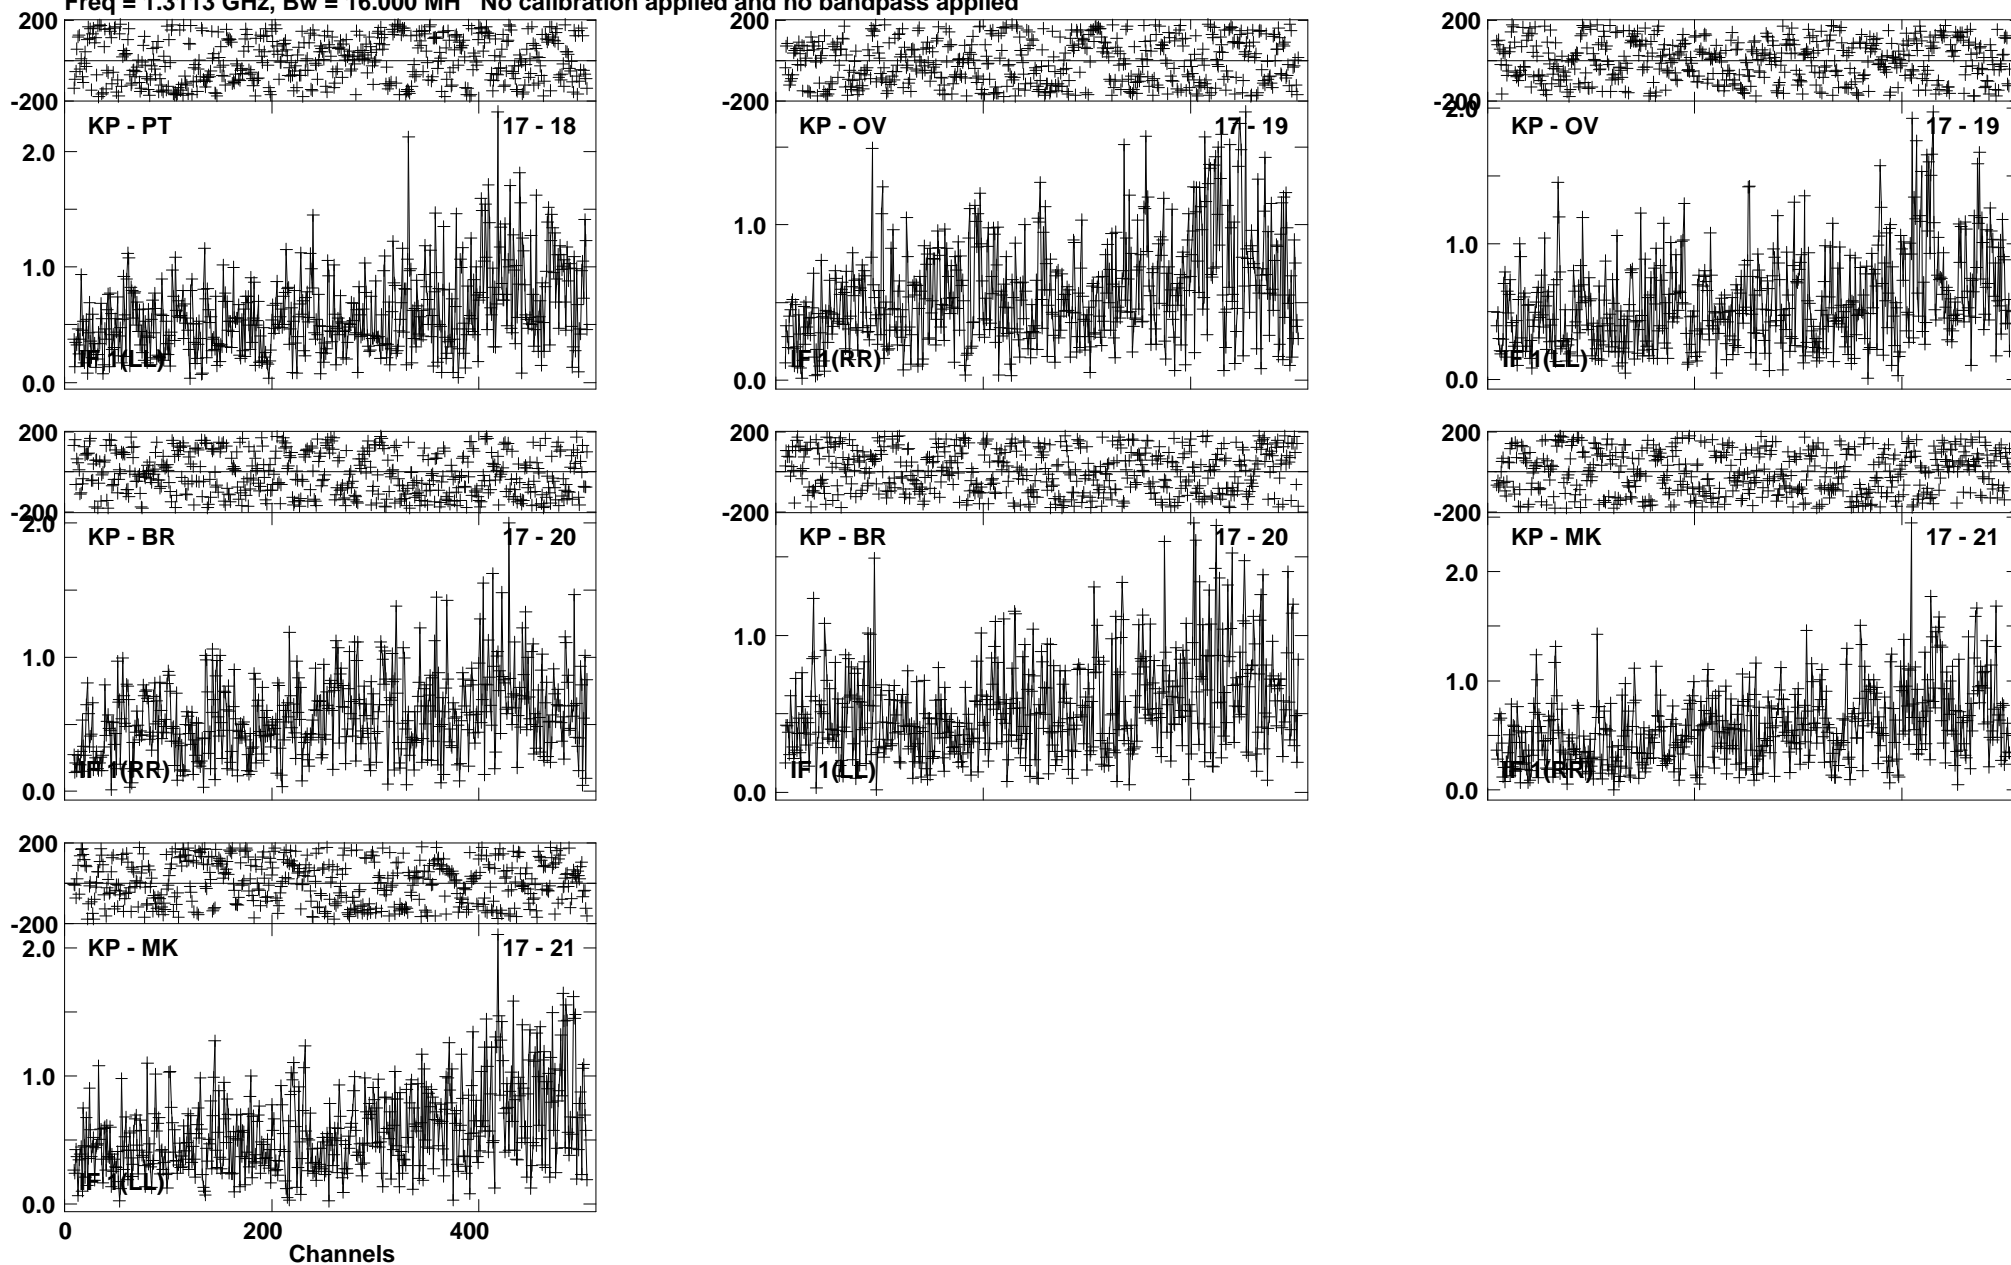 Freq = 1.3113 GHz, Bw = 16.000 MH No calibration applied and no bandpass applied
200
-200
KP - PT 17 - 18
2.0
1.0
IF 1(LL)
0.0
200
-200
KP - OV 17 - 19
1.0
IF 1(RR)
0.0
200
-200
2.0
KP - OV 17 - 19
1.0
IF 1(LL)
0.0
200
-200
2.0
KP - BR 17 - 20
1.0
IF 1(RR)
0.0
200
-200
KP - BR 17 - 20
1.0
IF 1(LL)
0.0
200
-200
KP - MK 17 - 21
2.0
1.0
IF 1(RR)
0.0
200
-200
KP - MK 17 - 21
2.0
1.0
IF 1(LL)
0.0
0 200 400
Channels